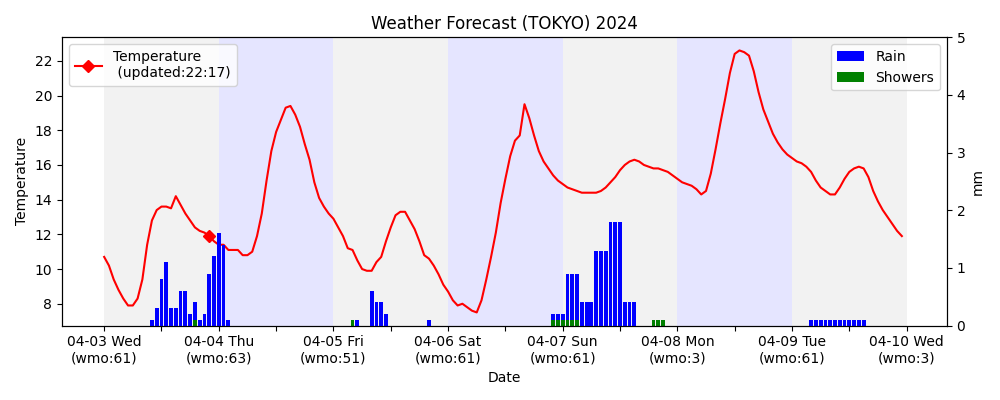 Weather Forecast (TOKYO) 2024
Temperature
(updated:22:17)
Rain
Showers
22
20
18
16
14
12
10
8
Temperature
5
4
3
2
1
0
mm
04-03 Wed
(wmo:61)
04-04 Thu
(wmo:63)
04-05 Fri
(wmo:51)
04-06 Sat
(wmo:61)
04-07 Sun
(wmo:61)
04-08 Mon
(wmo:3)
04-09 Tue
(wmo:61)
04-10 Wed
(wmo:3)
Date